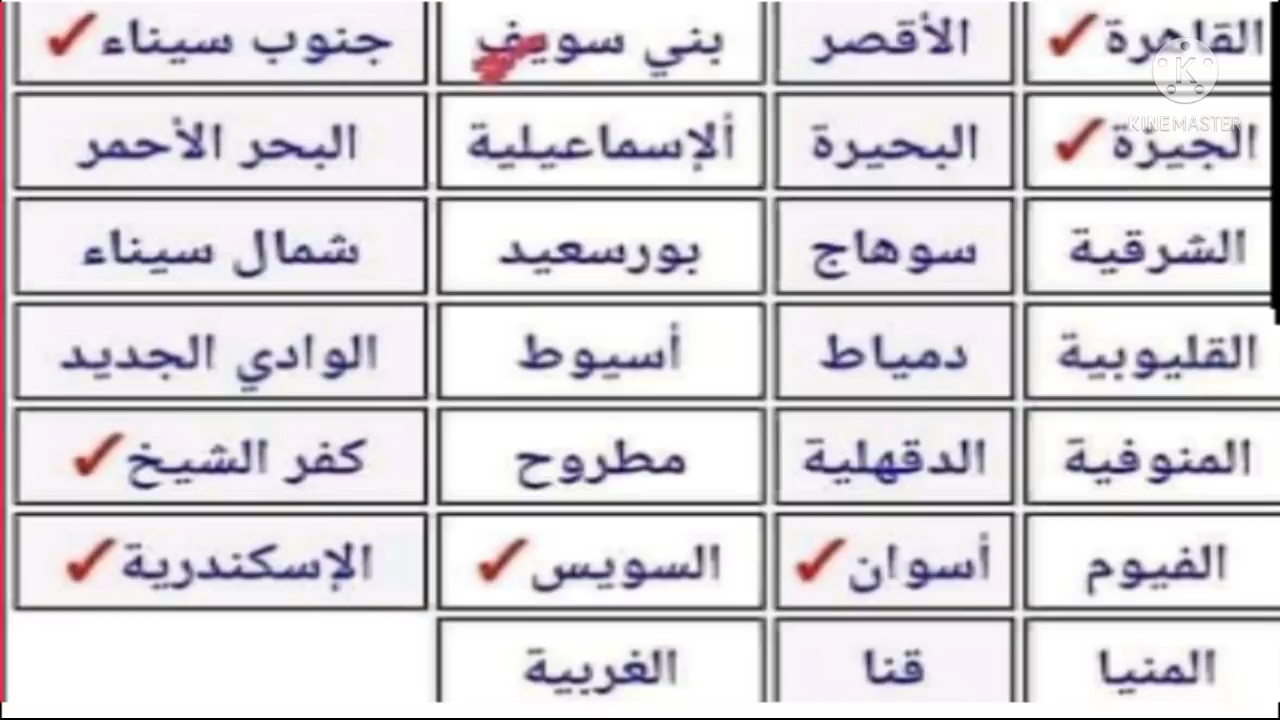 القاهرة✓ الأقصر بني سويف جنوب سيناء✓
KINEMASTER
الجيزة✓ البحيرة ألإسماعيلية البحر الأحمر
الشرقية سوهاج بورسعيد شمال سيناء
القليوبية دمياط أسيوط الوادي الجديد
المنوفية الدقهلية مطروح كفر الشيخ✓
الفيوم أسوان✓ السويس✓ الإسكندرية✓
المنيا قنا الغربية